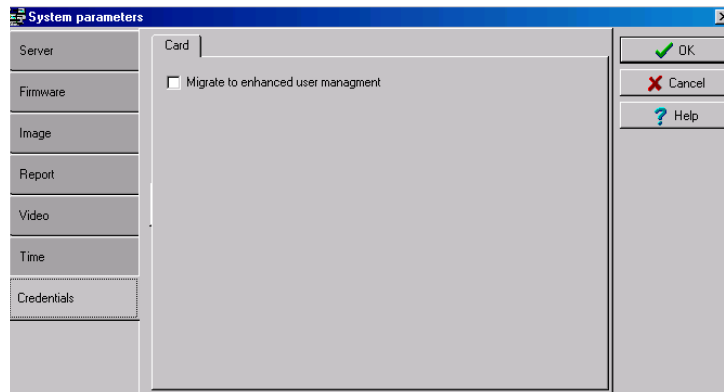 System parameters
Server
Firmware
Image
Report
Video
Time
Credentials
Card
Migrate to enhanced user managment
OK
Cancel
Help